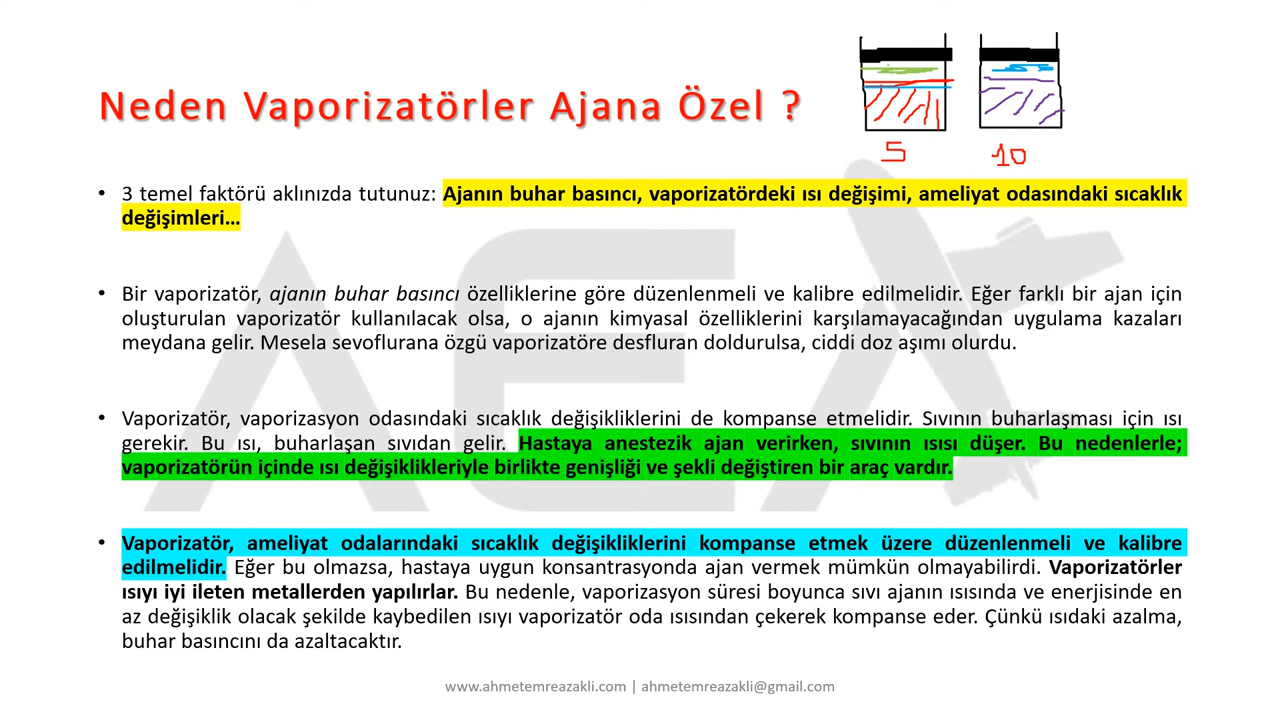 Neden Vaporizatörler Ajana Özel ?
5
10
• 3 temel faktörü aklınızda tutunuz: Ajanın buhar basıncı, vaporizatördeki ısı değişimi, ameliyat odasındaki sıcaklık
değişimleri…
• Bir vaporizatör, ajanın buhar basıncı özelliklerine göre düzenlenmeli ve kalibre edilmelidir. Eğer farklı bir ajan için
oluşturulan vaporizatör kullanılacak olsa, o ajanın kimyasal özelliklerini karşılamayacağından uygulama kazaları
meydana gelir. Mesela sevoflurana özgü vaporizatöre desfluran doldurulsa, ciddi doz aşımı olurdu.
• Vaporizatör, vaporizasyon odasındaki sıcaklık değişikliklerini de kompanse etmelidir. Sıvının buharlaşması için ısı
gerekir. Bu ısı, buharlaşan sıvıdan gelir. Hastaya anestezik ajan verirken, sıvının ısısı düşer. Bu nedenlerle;
vaporizatörün içinde ısı değişiklikleriyle birlikte genişliği ve şekli değiştiren bir araç vardır.
• Vaporizatör, ameliyat odalarındaki sıcaklık değişikliklerini kompanse etmek üzere düzenlenmeli ve kalibre
edilmelidir. Eğer bu olmazsa, hastaya uygun konsantrasyonda ajan vermek mümkün olmayabilirdi. Vaporizatörler
ısıyı iyi ileten metallerden yapılırlar. Bu nedenle, vaporizasyon süresi boyunca sıvı ajanın ısısında ve enerjisinde en
az değişiklik olacak şekilde kaybedilen ısıyı vaporizatör oda ısısından çekerek kompanse eder. Çünkü ısıdaki azalma,
buhar basıncını da azaltacaktır.
AEA
www.ahmetemreazakli.com | ahmetemreazakli@gmail.com